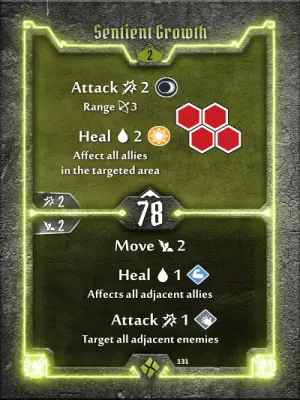 Sentient Growth
2
Attack 2
Range 3
Heal 2
Affect all allies
in the targeted area
2
78
2
Move 2
Heal 1
Affects all adjacent allies
Attack 1
Target all adjacent enemies
131